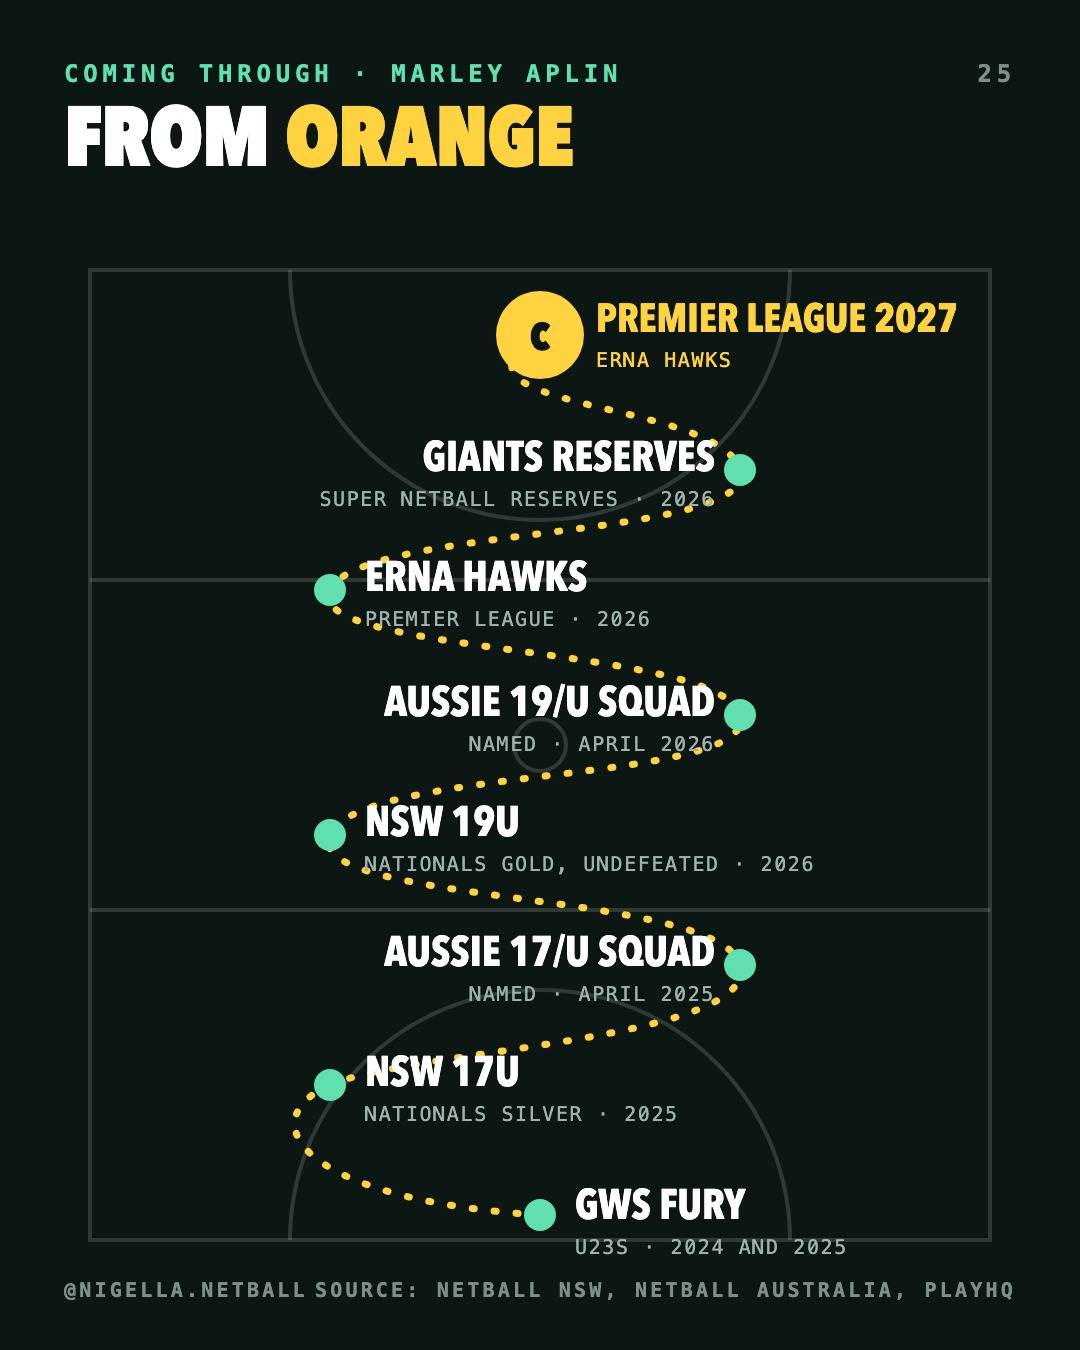 COMING THROUGH · MARLEY APLIN
25
FROM ORANGE
C
PREMIER LEAGUE 2027
ERNA HAWKS
GIANTS RESERVES
SUPER NETBALL RESERVES · 2026
ERNA HAWKS
PREMIER LEAGUE · 2026
AUSSIE 19/U SQUAD
NAMED · APRIL 2026
NSW 19U
NATIONALS GOLD, UNDEFEATED · 2026
AUSSIE 17/U SQUAD
NAMED · APRIL 2025
NSW 17U
NATIONALS SILVER · 2025
GWS FURY
U23S · 2024 AND 2025
@NIGELLA.NETBALL
SOURCE: NETBALL NSW, NETBALL AUSTRALIA, PLAYHQ